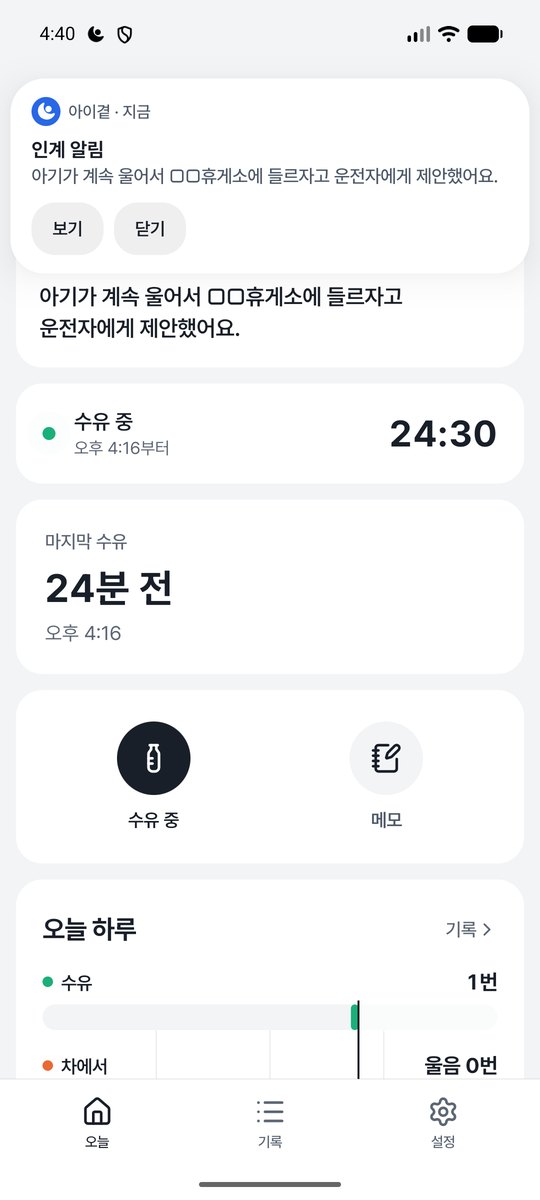 4:40
아이곁 · 지금
인계 알림
아기가 계속 울어서 □□휴게소에 들르자고 운전자에게 제안했어요.
보기
닫기
아기가 계속 울어서 □□휴게소에 들르자고
운전자에게 제안했어요.
수유 중
오후 4:16부터
24:30
마지막 수유
24분 전
오후 4:16
수유 중
메모
오늘 하루
기록 >
수유
1번
차에서
울음 0번
오늘
기록
설정